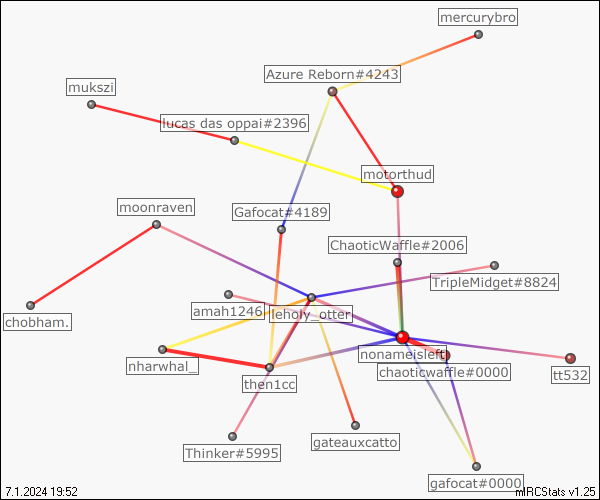 mercurybro
Azure Reborn#4243
mukszi
lucas das oppai#2396
motorthud
moonraven
Gafocat#4189
ChaoticWaffle#2006
TripleMidget#8824
amah1246
leholy_otter
chobham.
nonameisleft
nharwhal_
chaoticwaffle#0000
tt532
then1cc
gateauxcatto
Thinker#5995
gafocat#0000
7.1.2024 19:52
mIRCStats v1.25